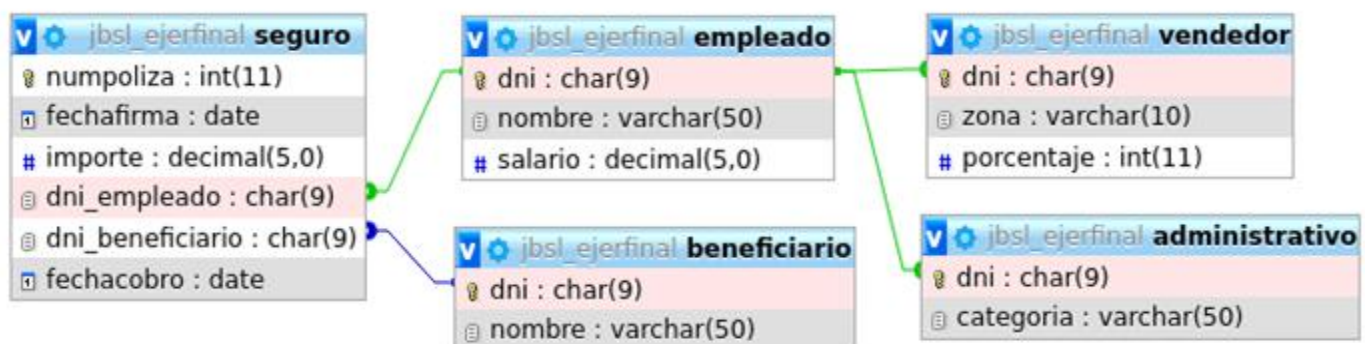 jbsl_ejerfinal seguro
numpoliza : int(11)
fechafirma : date
importe : decimal(5,0)
dni_empleado : char(9)
dni_beneficiario : char(9)
fechacobro : date
jbsl_ejerfinal empleado
dni : char(9)
nombre : varchar(50)
salario : decimal(5,0)
jbsl_ejerfinal beneficiario
dni : char(9)
nombre : varchar(50)
jbsl_ejerfinal vendedor
dni : char(9)
zona : varchar(10)
porcentaje : int(11)
jbsl_ejerfinal administrativo
dni : char(9)
categoria : varchar(50)